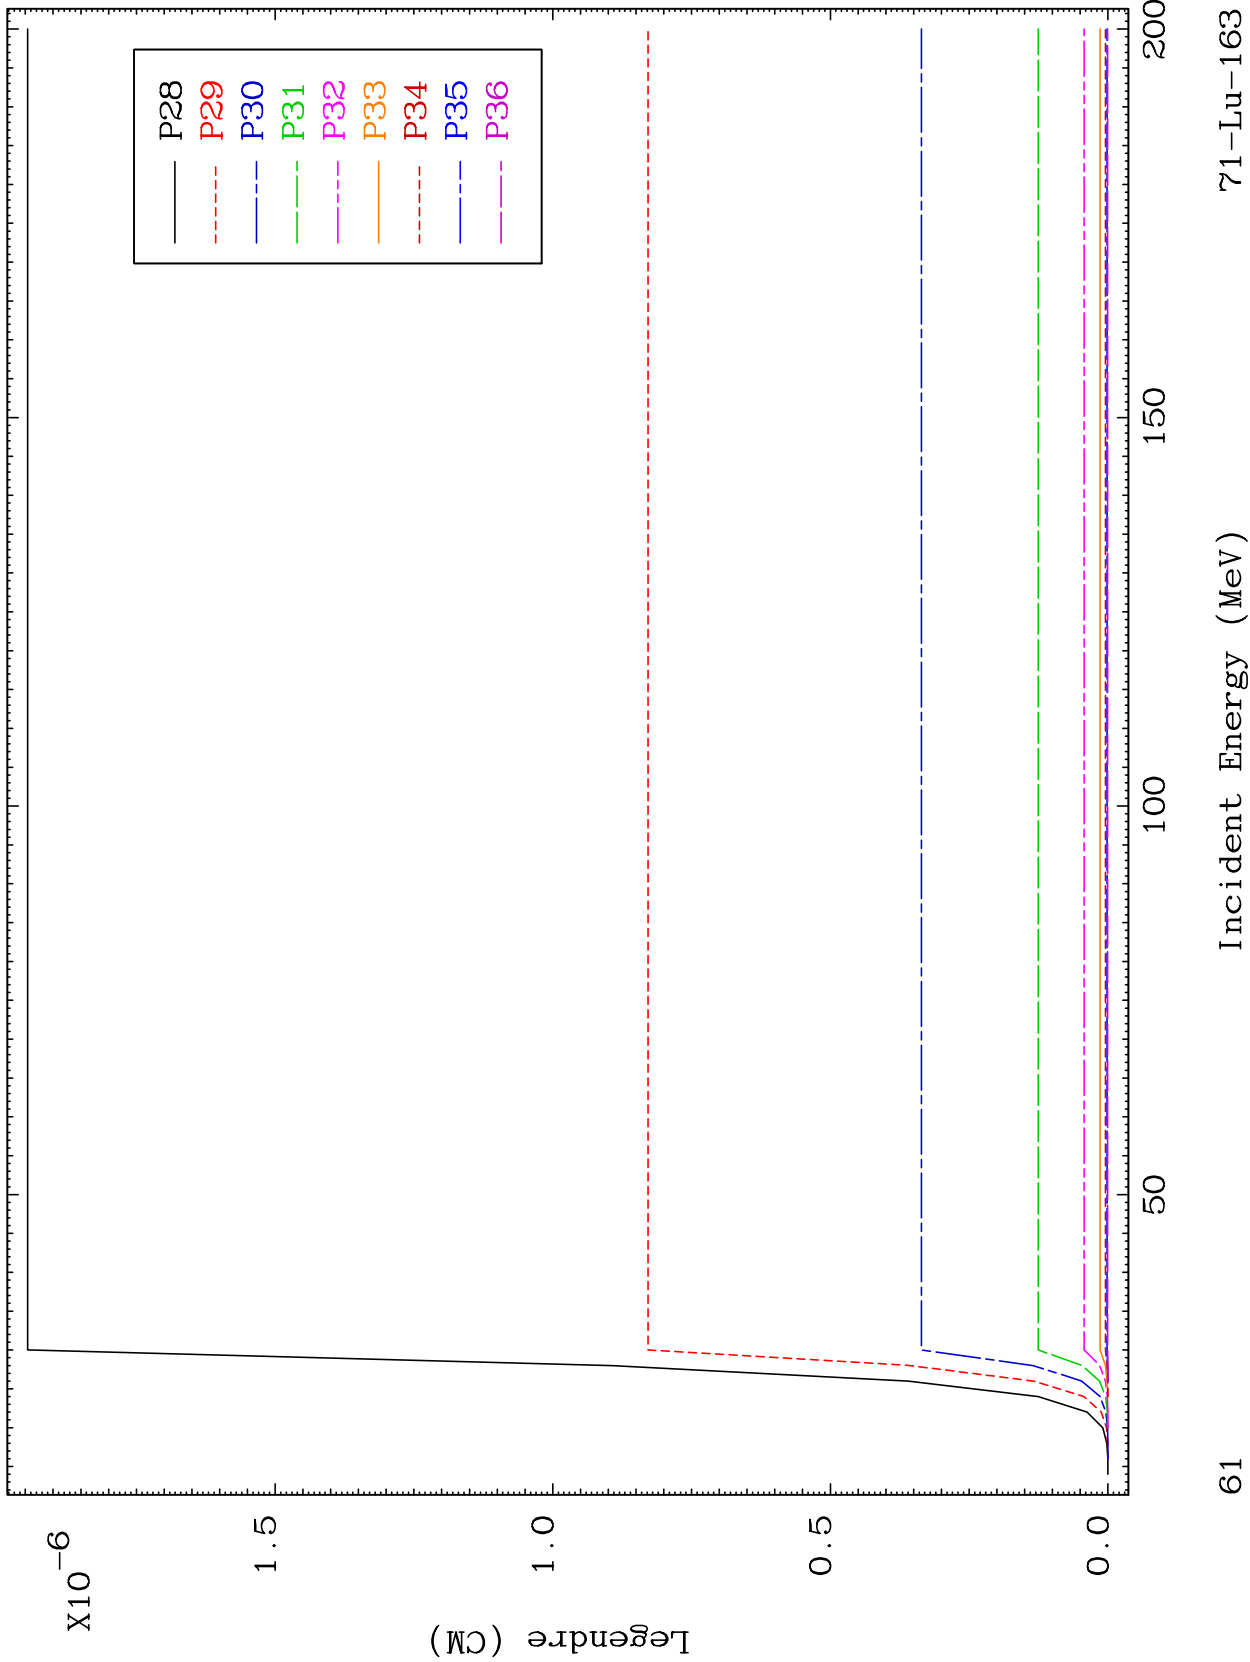 X10-6
1.5
1.0
0.5
0.0
Legendre (CM)
P28
P29
P30
P31
P32
P33
P34
P35
P36
50
100
150
200
Incident Energy (MeV)
61
71-Lu-163